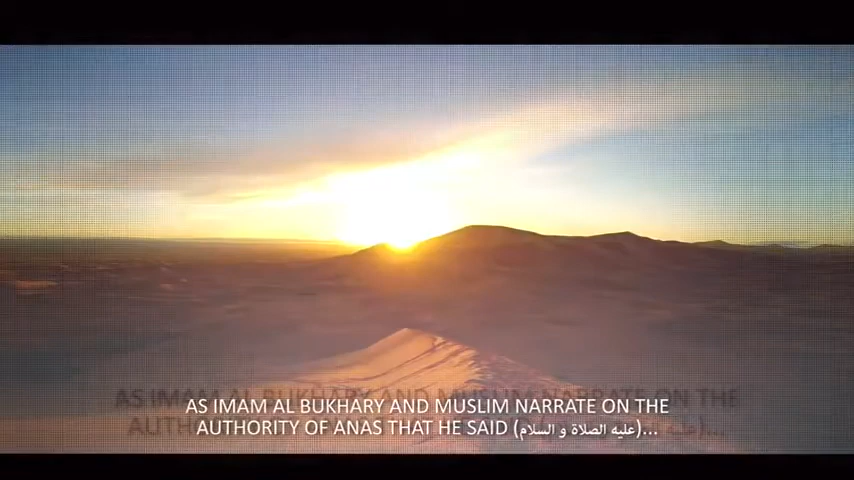 AS IMAM AL BUKHARY AND MUSLIM NARRATE ON THE
AUTHORITY OF ANAS THAT HE SAID (عليه الصلاة و السلام)...